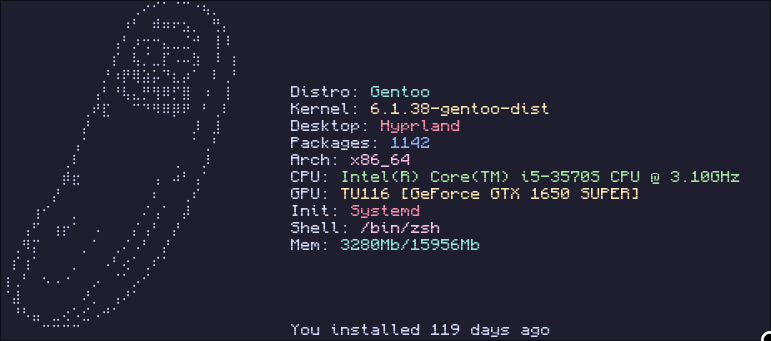 Distro: Gentoo
Kernel: 6.1.38-gentoo-dist
Desktop: Hyprland
Packages: 1142
Arch: x86_64
CPU: Intel(R) Core(TM) i5-3570S CPU @ 3.10GHz
GPU: TU116 [GeForce GTX 1650 SUPER]
Init: Systemd
Shell: /bin/zsh
Mem: 3280Mb/15956Mb
You installed 119 days ago